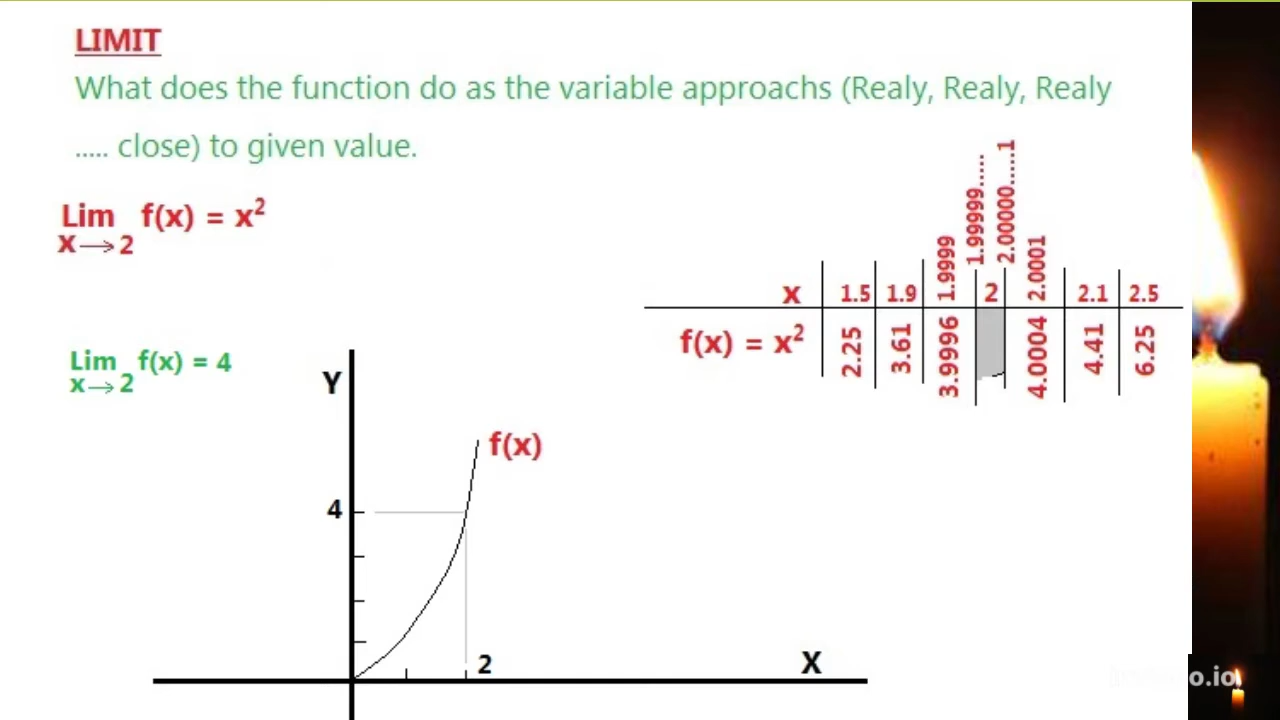 LIMIT
What does the function do as the variable approachs (Realy, Realy, Realy
..... close) to given value.
Lim f(x) = x²
x → 2
Lim f(x) = 4
x → 2
1.99999.....
2.00000.....1
x 1.5 1.9 1.9999 2 2.0001 2.1 2.5
f(x) = x² 2.25 3.61 3.9996 4.0004 4.41 6.25
Y
f(x)
4
2
X
o.io